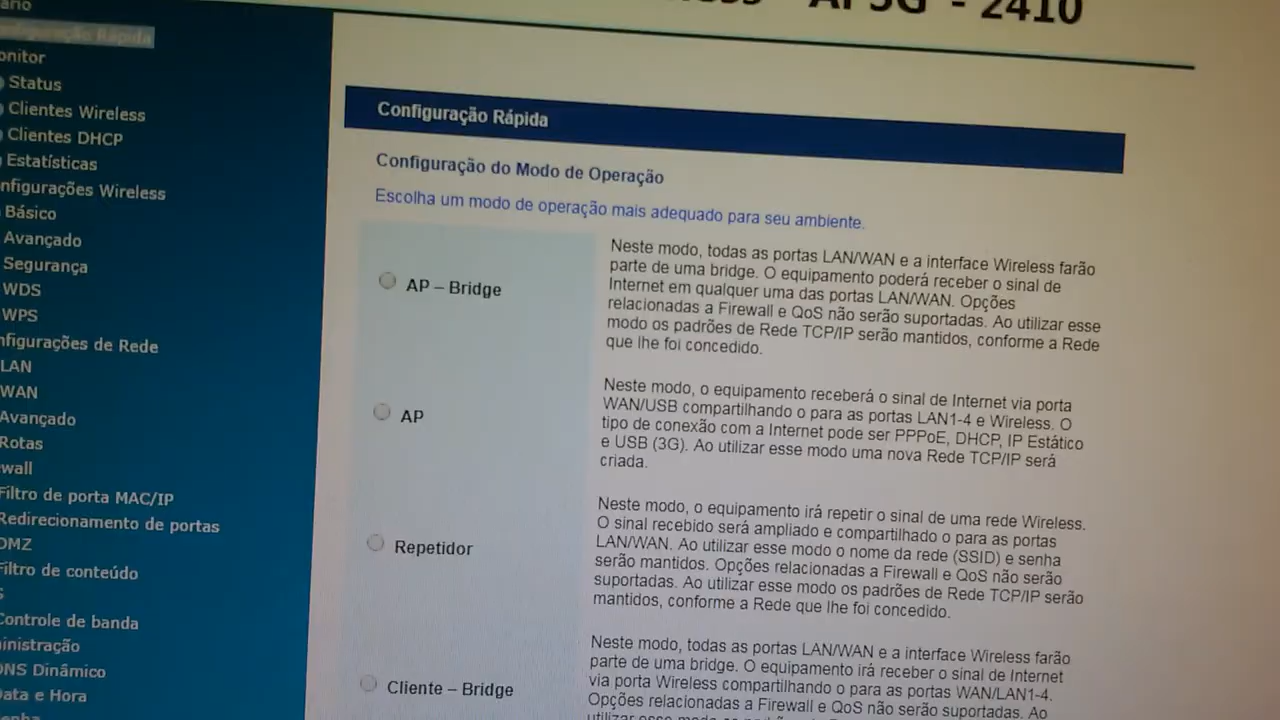 - 2410
Configuração Rápida
onitor
Status
Clientes Wireless
Clientes DHCP
Estatísticas
nfigurações Wireless
Básico
Avançado
Segurança
WDS
WPS
nfigurações de Rede
LAN
WAN
Avançado
Rotas
wall
Filtro de porta MAC/IP
Redirecionamento de portas
DMZ
Filtro de conteúdo
S
Controle de banda
ministração
DNS Dinâmico
Data e Hora
Configuração Rápida
Configuração do Modo de Operação
Escolha um modo de operação mais adequado para seu ambiente.
AP – Bridge
Neste modo, todas as portas LAN/WAN e a interface Wireless farão
parte de uma bridge. O equipamento poderá receber o sinal de
Internet em qualquer uma das portas LAN/WAN. Opções
relacionadas a Firewall e QoS não serão suportadas. Ao utilizar esse
modo os padrões de Rede TCP/IP serão mantidos, conforme a Rede
que lhe foi concedido.
AP
Neste modo, o equipamento receberá o sinal de Internet via porta
WAN/USB compartilhando o para as portas LAN1-4 e Wireless. O
tipo de conexão com a Internet pode ser PPPoE, DHCP, IP Estático
e USB (3G). Ao utilizar esse modo uma nova Rede TCP/IP será
criada.
Repetidor
Neste modo, o equipamento irá repetir o sinal de uma rede Wireless.
O sinal recebido será ampliado e compartilhado o para as portas
LAN/WAN. Ao utilizar esse modo o nome da rede (SSID) e senha
serão mantidos. Opções relacionadas a Firewall e QoS não serão
suportadas. Ao utilizar esse modo os padrões de Rede TCP/IP serão
mantidos, conforme a Rede que lhe foi concedido.
Cliente – Bridge
Neste modo, todas as portas LAN/WAN e a interface Wireless farão
parte de uma bridge. O equipamento irá receber o sinal de Internet
via porta Wireless compartilhando o para as portas WAN/LAN1-4.
Opções relacionadas a Firewall e QoS não serão suportadas. Ao